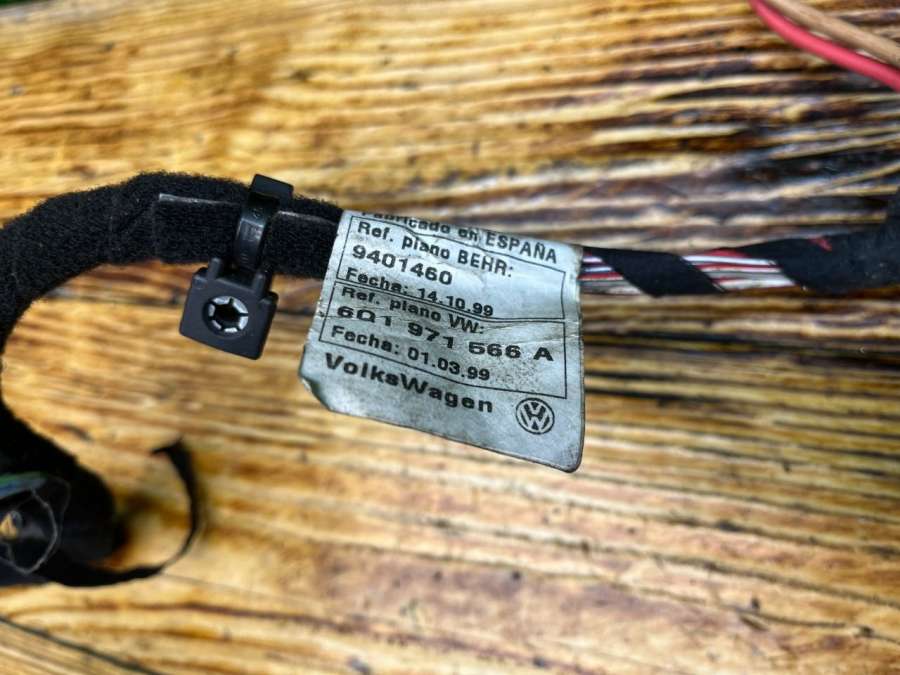 Fabricado en ESPAÑA
Ref. plano BEHR:
9401460
Fecha: 14.10.99
Ref. plano VW:
6Q1 971 566 A
Fecha: 01.03.99
VolksWagen